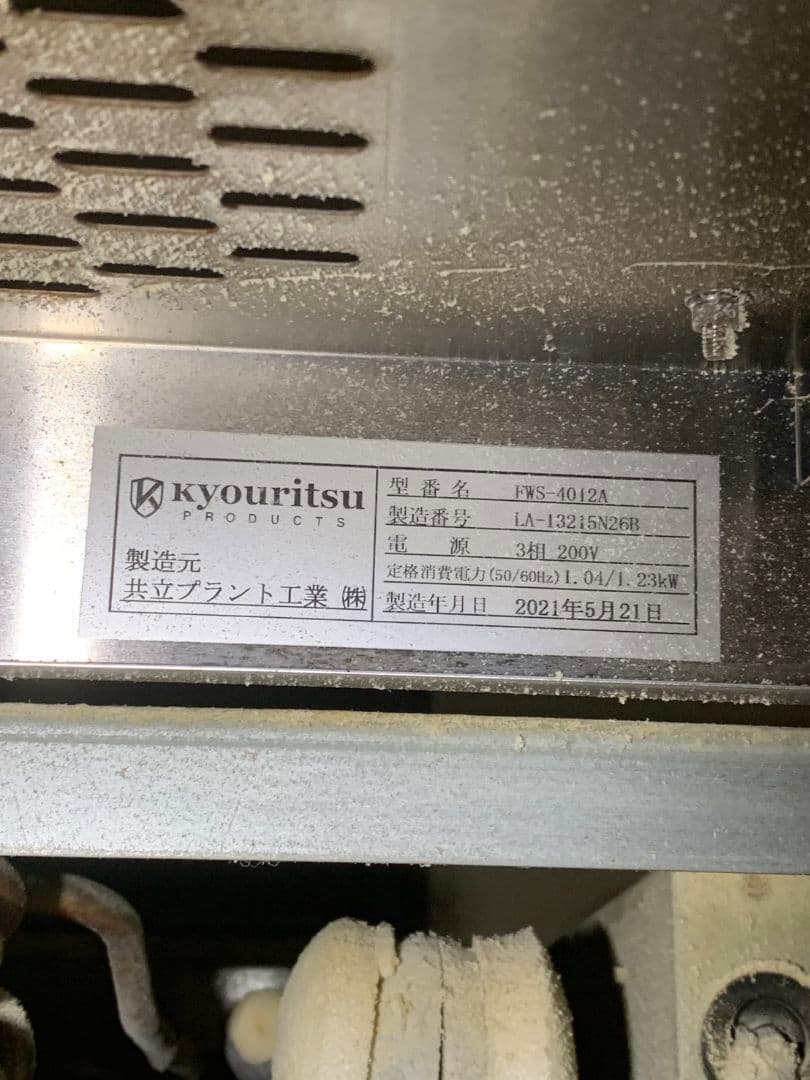 Kyouritsu
PRODUCTS
製造元
共立プラント工業 ㈱
型番名 FWS-4012A
製造番号 LA-13215N26B
電源 3相 200V
定格消費電力(50/60Hz) 1.04/1.23kW
製造年月日 2021年5月21日